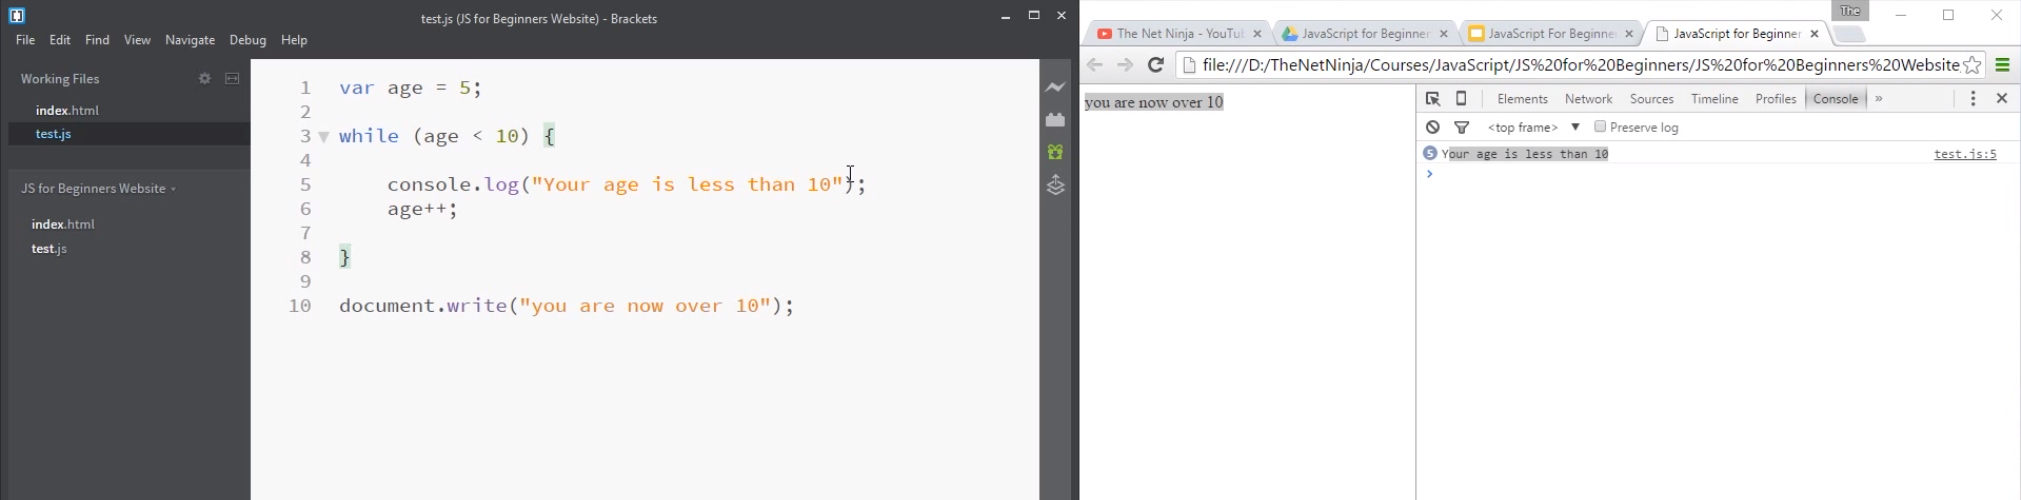 test.js (JS for Beginners Website) - Brackets
File Edit Find View Navigate Debug Help
Working Files
index.html
test.js
JS for Beginners Website
index.html
test.js
1 var age = 5;
2
3 while (age < 10) {
4
5 console.log("Your age is less than 10");
6 age++;
7
8 }
9
10 document.write("you are now over 10");
The
The Net Ninja - YouTu
JavaScript for Beginner
JavaScript For Beginne
JavaScript for Beginner
file:///D:/TheNetNinja/Courses/JavaScript/JS%20for%20Beginners/JS%20for%20Beginners%20Website
you are now over 10
Elements Network Sources Timeline Profiles Console »
<top frame> ▼ Preserve log
5 Your age is less than 10 test.js:5
>